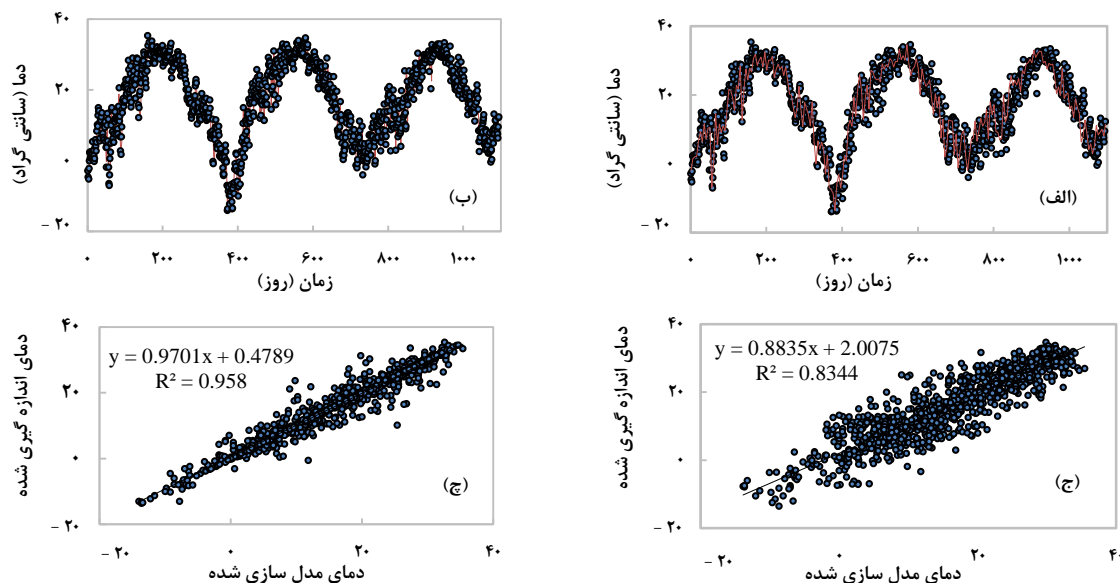 ۴۰
۲۰
۰
- ۲۰
دما (سانتی گراد)
(ب)
۰ ۲۰۰ ۴۰۰ ۶۰۰ ۸۰۰ ۱۰۰۰
زمان (روز)
۴۰
۲۰
۰
- ۲۰
دما (سانتی گراد)
(الف)
۰ ۲۰۰ ۴۰۰ ۶۰۰ ۸۰۰ ۱۰۰۰
زمان (روز)
۴۰
۲۰
۰
- ۲۰
دمای اندازه گیری شده
y = 0.9701x + 0.4789
R² = 0.958
(چ)
- ۲۰ ۰ ۲۰ ۴۰
دمای مدل سازی شده
۴۰
۲۰
۰
- ۲۰
دمای اندازه گیری شده
y = 0.8835x + 2.0075
R² = 0.8344
(ج)
- ۲۰ ۰ ۲۰ ۴۰
دمای مدل سازی شده